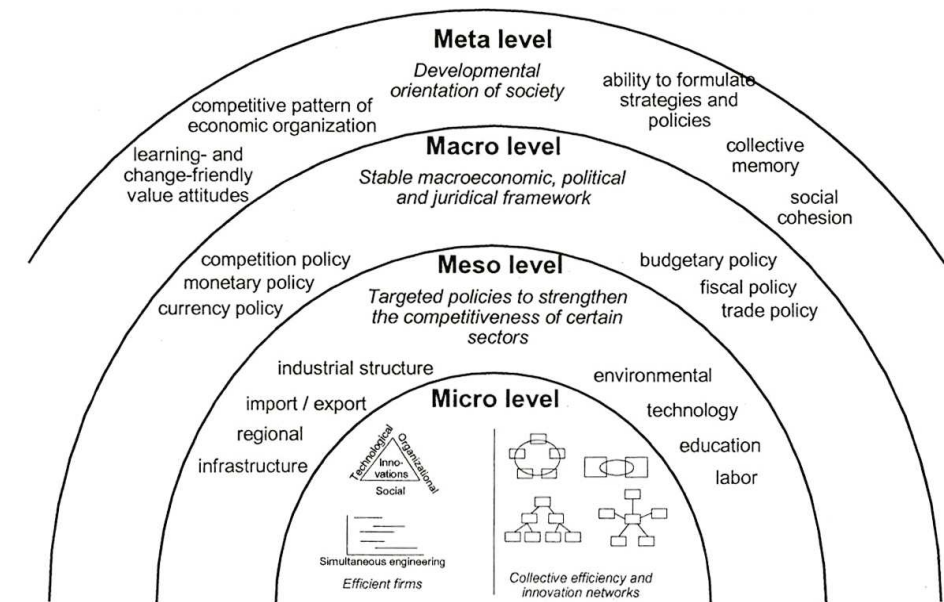 Meta level
Developmental
orientation of society
competitive pattern of
economic organization
learning- and
change-friendly
value attitudes
ability to formulate
strategies and
policies
collective
memory
social
cohesion
Macro level
Stable macroeconomic, political
and juridical framework
competition policy
monetary policy
currency policy
budgetary policy
fiscal policy
trade policy
Meso level
Targeted policies to strengthen
the competitiveness of certain
sectors
industrial structure
import / export
regional
infrastructure
environmental
technology
education
labor
Micro level
Technological
Organizational
Inno-
vations
Social
Simultaneous engineering
Efficient firms
Collective efficiency and
innovation networks